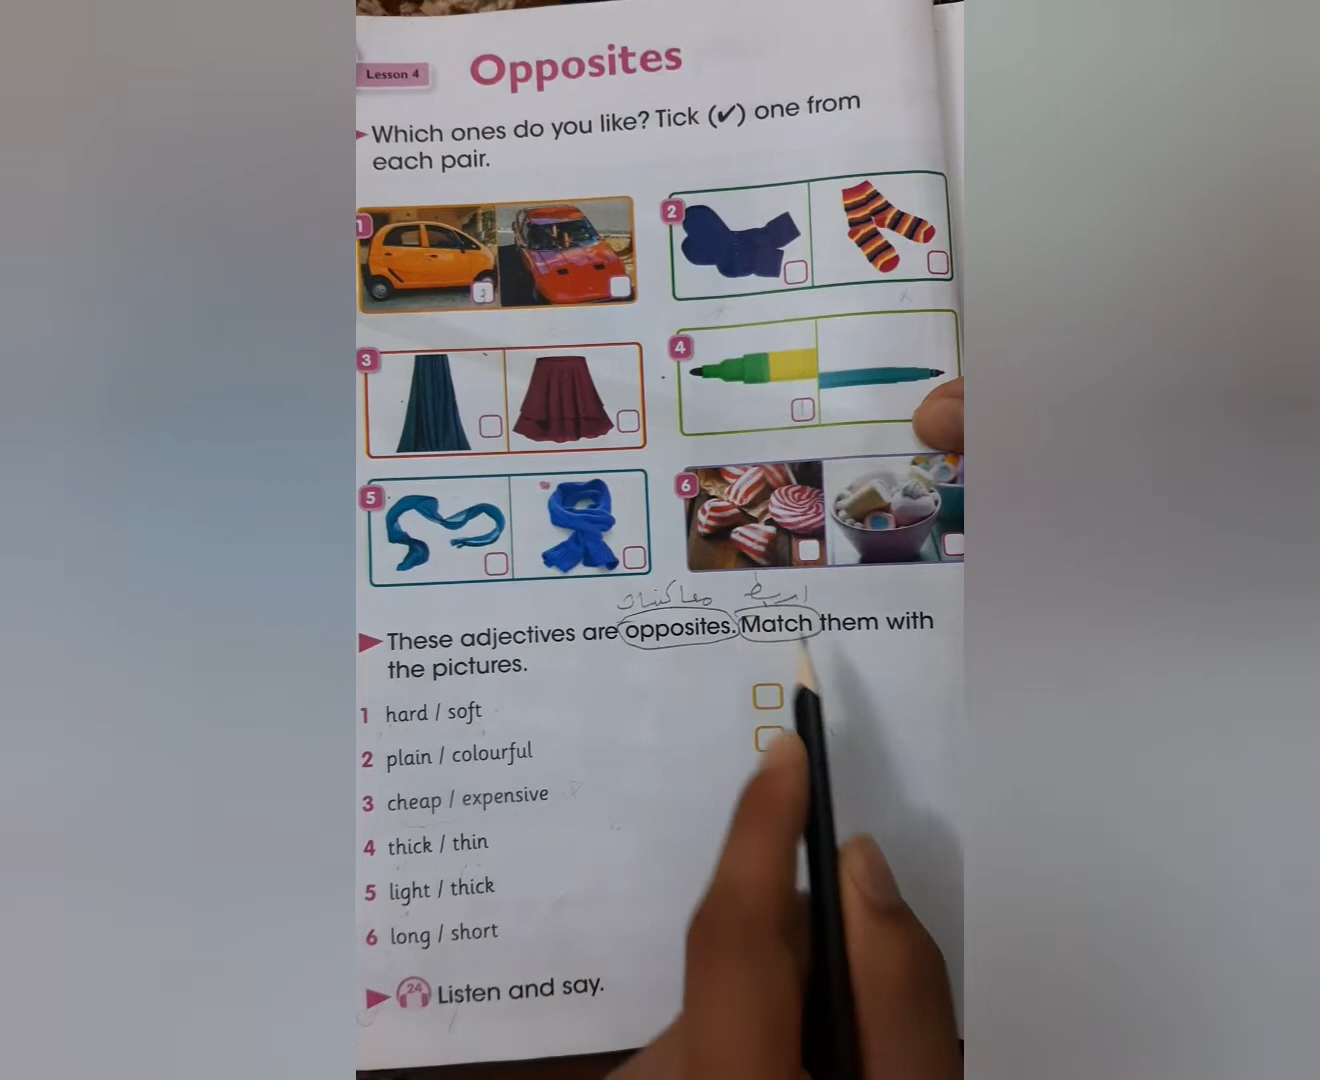 Lesson 4
Opposites
Which ones do you like? Tick (✔) one from
each pair.
1
2
3
4
5
6
اربط
These adjectives are opposites. Match them with
the pictures.
1 hard / soft
2 plain / colourful
3 cheap / expensive
4 thick / thin
5 light / thick
6 long / short
24 Listen and say.